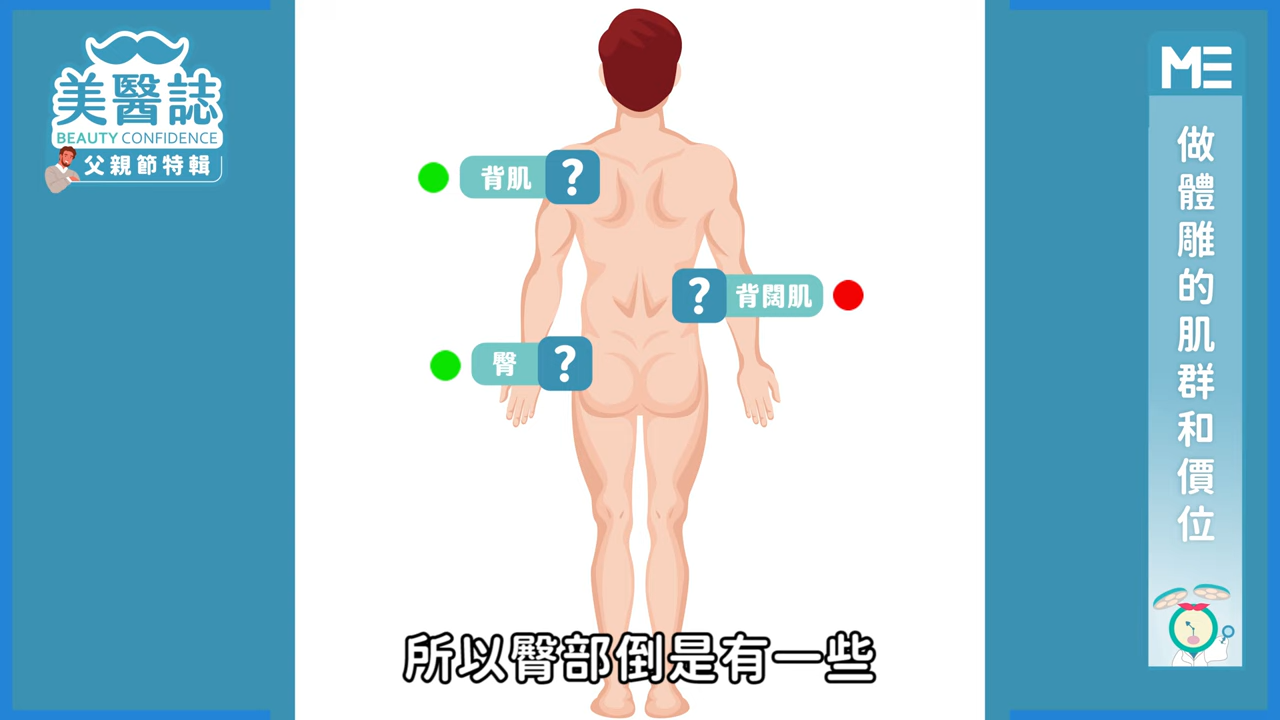 美醫誌
BEAUTY CONFIDENCE
父親節特輯
ME
做體雕的肌群和價位
背肌 ?
? 背闊肌
臀 ?
所以臀部倒是有一些